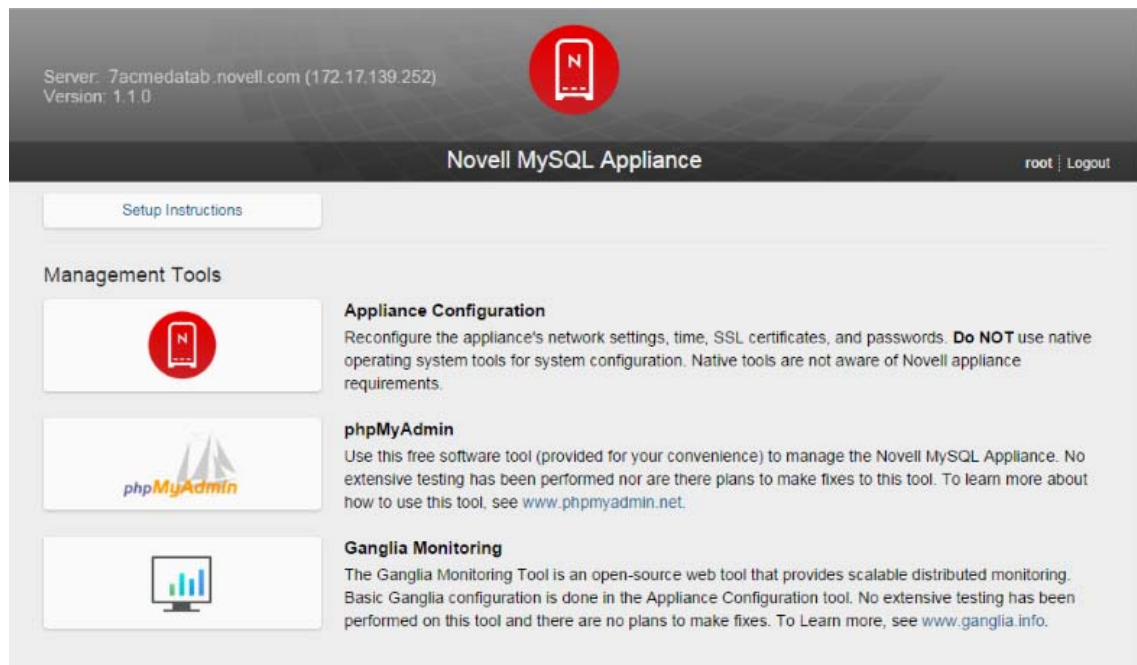 Server: 7acmedatab.novell.com (172.17.139.252)
Version: 1.1.0
N
Novell MySQL Appliance
root
Logout
Setup Instructions
Management Tools
N
Appliance Configuration
Reconfigure the appliance's network settings, time, SSL certificates, and passwords. Do NOT use native
operating system tools for system configuration. Native tools are not aware of Novell appliance
requirements.
phpMyAdmin
phpMyAdmin
Use this free software tool (provided for your convenience) to manage the Novell MySQL Appliance. No
extensive testing has been performed nor are there plans to make fixes to this tool. To learn more about
how to use this tool, see www.phpmyadmin.net.
Ganglia Monitoring
The Ganglia Monitoring Tool is an open-source web tool that provides scalable distributed monitoring.
Basic Ganglia configuration is done in the Appliance Configuration tool. No extensive testing has been
performed on this tool and there are no plans to make fixes. To Learn more, see www.ganglia.info.